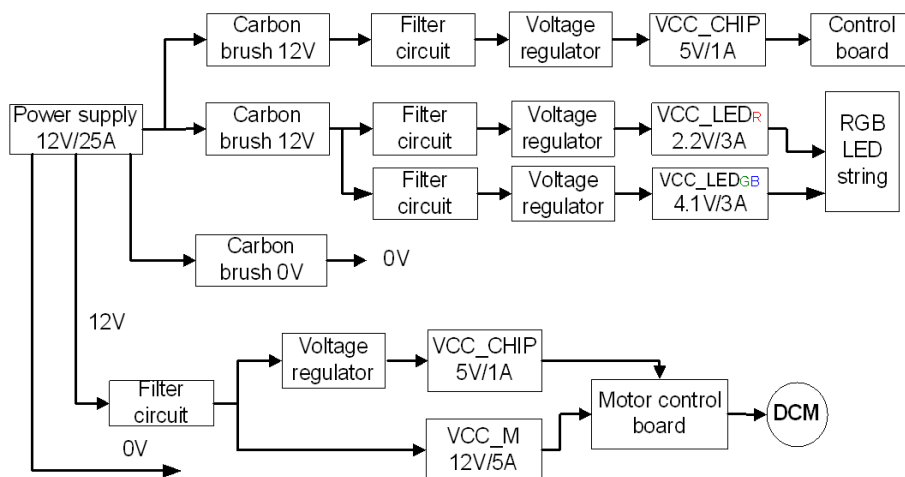 Carbon
brush 12V
Filter
circuit
Voltage
regulator
VCC_CHIP
5V/1A
Control
board
Power supply
12V/25A
Carbon
brush 12V
Filter
circuit
Voltage
regulator
VCC_LEDR
2.2V/3A
RGB
LED
string
Filter
circuit
Voltage
regulator
VCC_LEDGB
4.1V/3A
Carbon
brush 0V
0V
12V
Voltage
regulator
VCC_CHIP
5V/1A
Filter
circuit
Motor control
board
DCM
0V
VCC_M
12V/5A